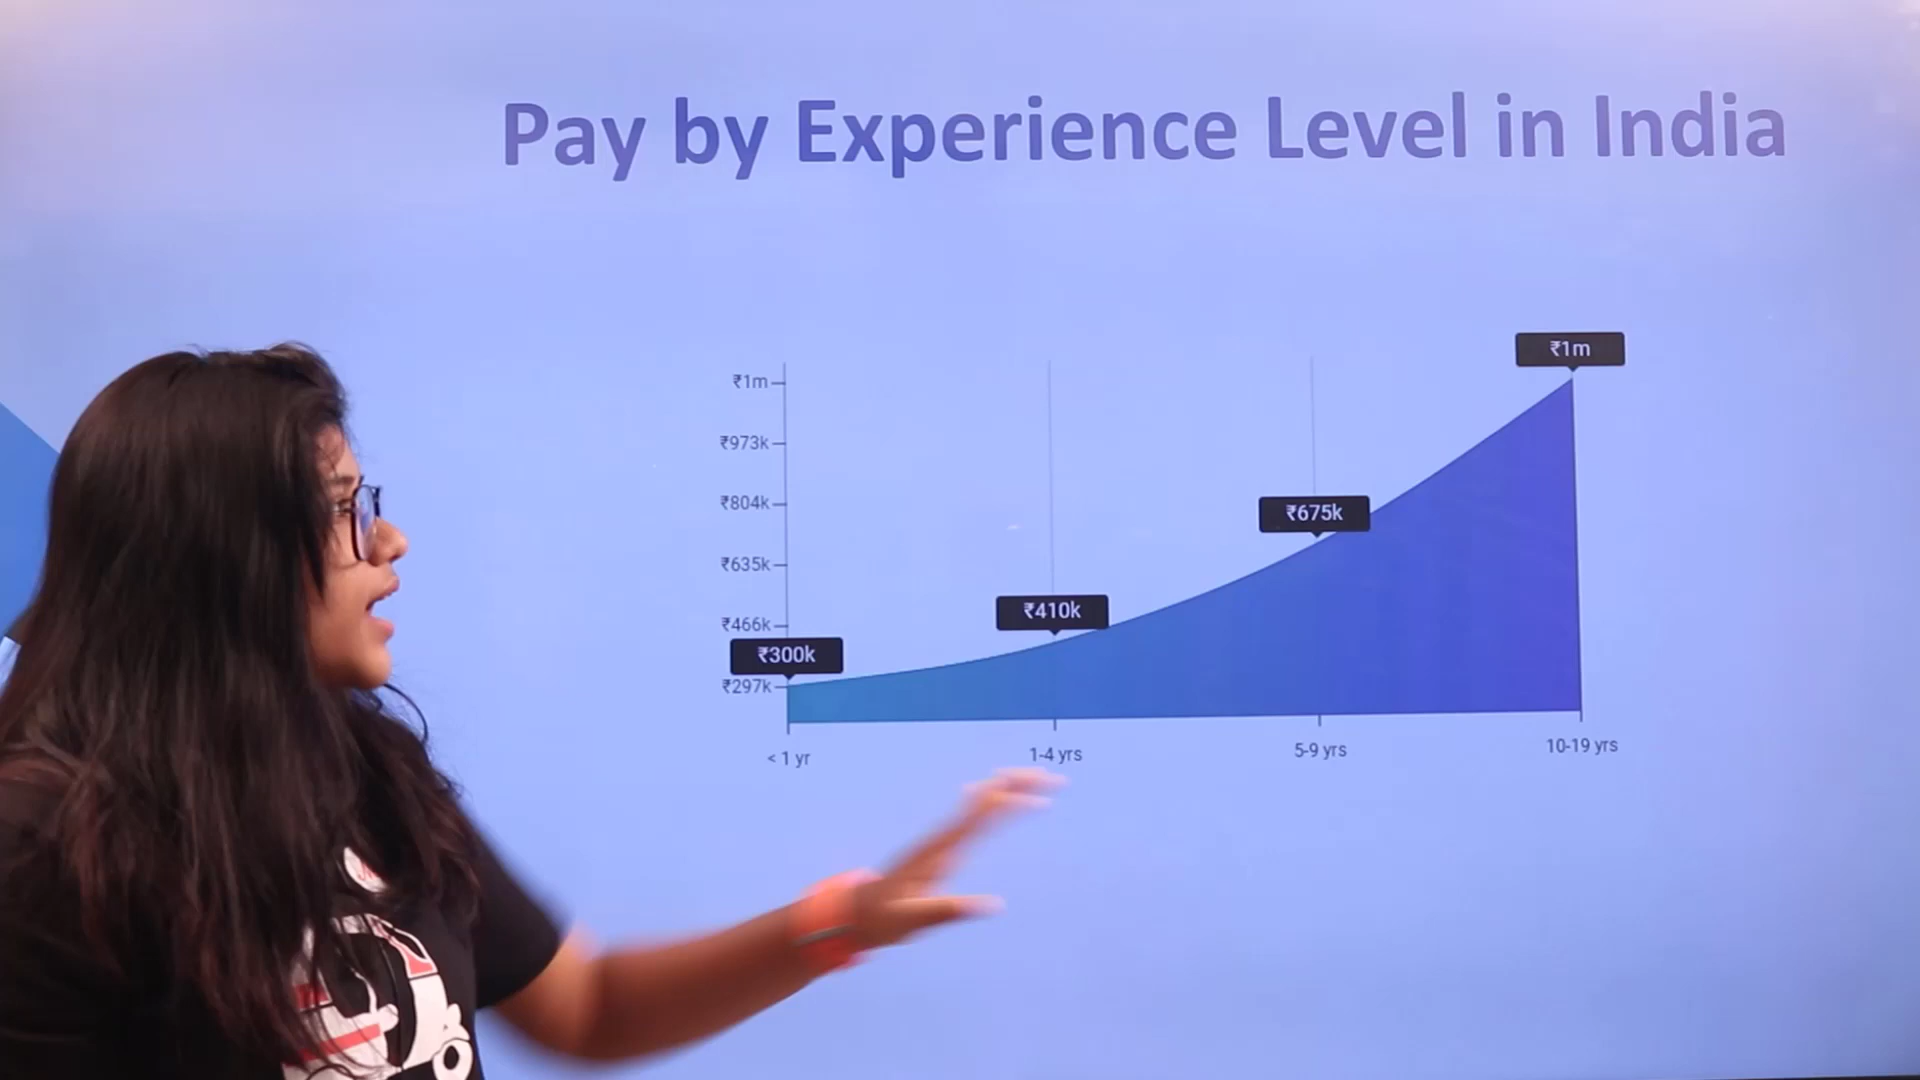 Pay by Experience Level in India
₹1m
₹1m
₹973k
₹804k
₹675k
₹635k
₹410k
₹466k
₹300k
₹297k
< 1 yr
1-4 yrs
5-9 yrs
10-19 yrs